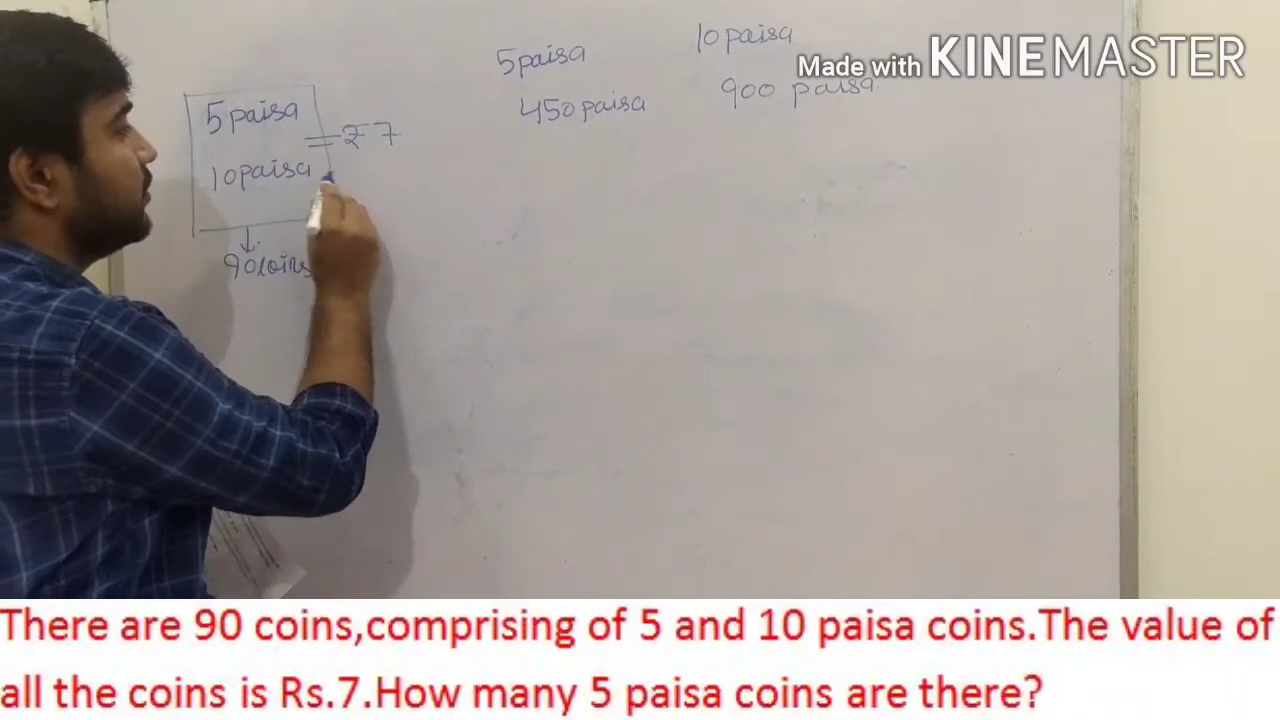 5 paisa
10 paisa
Made with KINEMASTER
450 paisa
900 paisa
5 paisa
10 paisa
= ₹ 7
90 coins
There are 90 coins,comprising of 5 and 10 paisa coins.The value of
all the coins is Rs.7.How many 5 paisa coins are there?